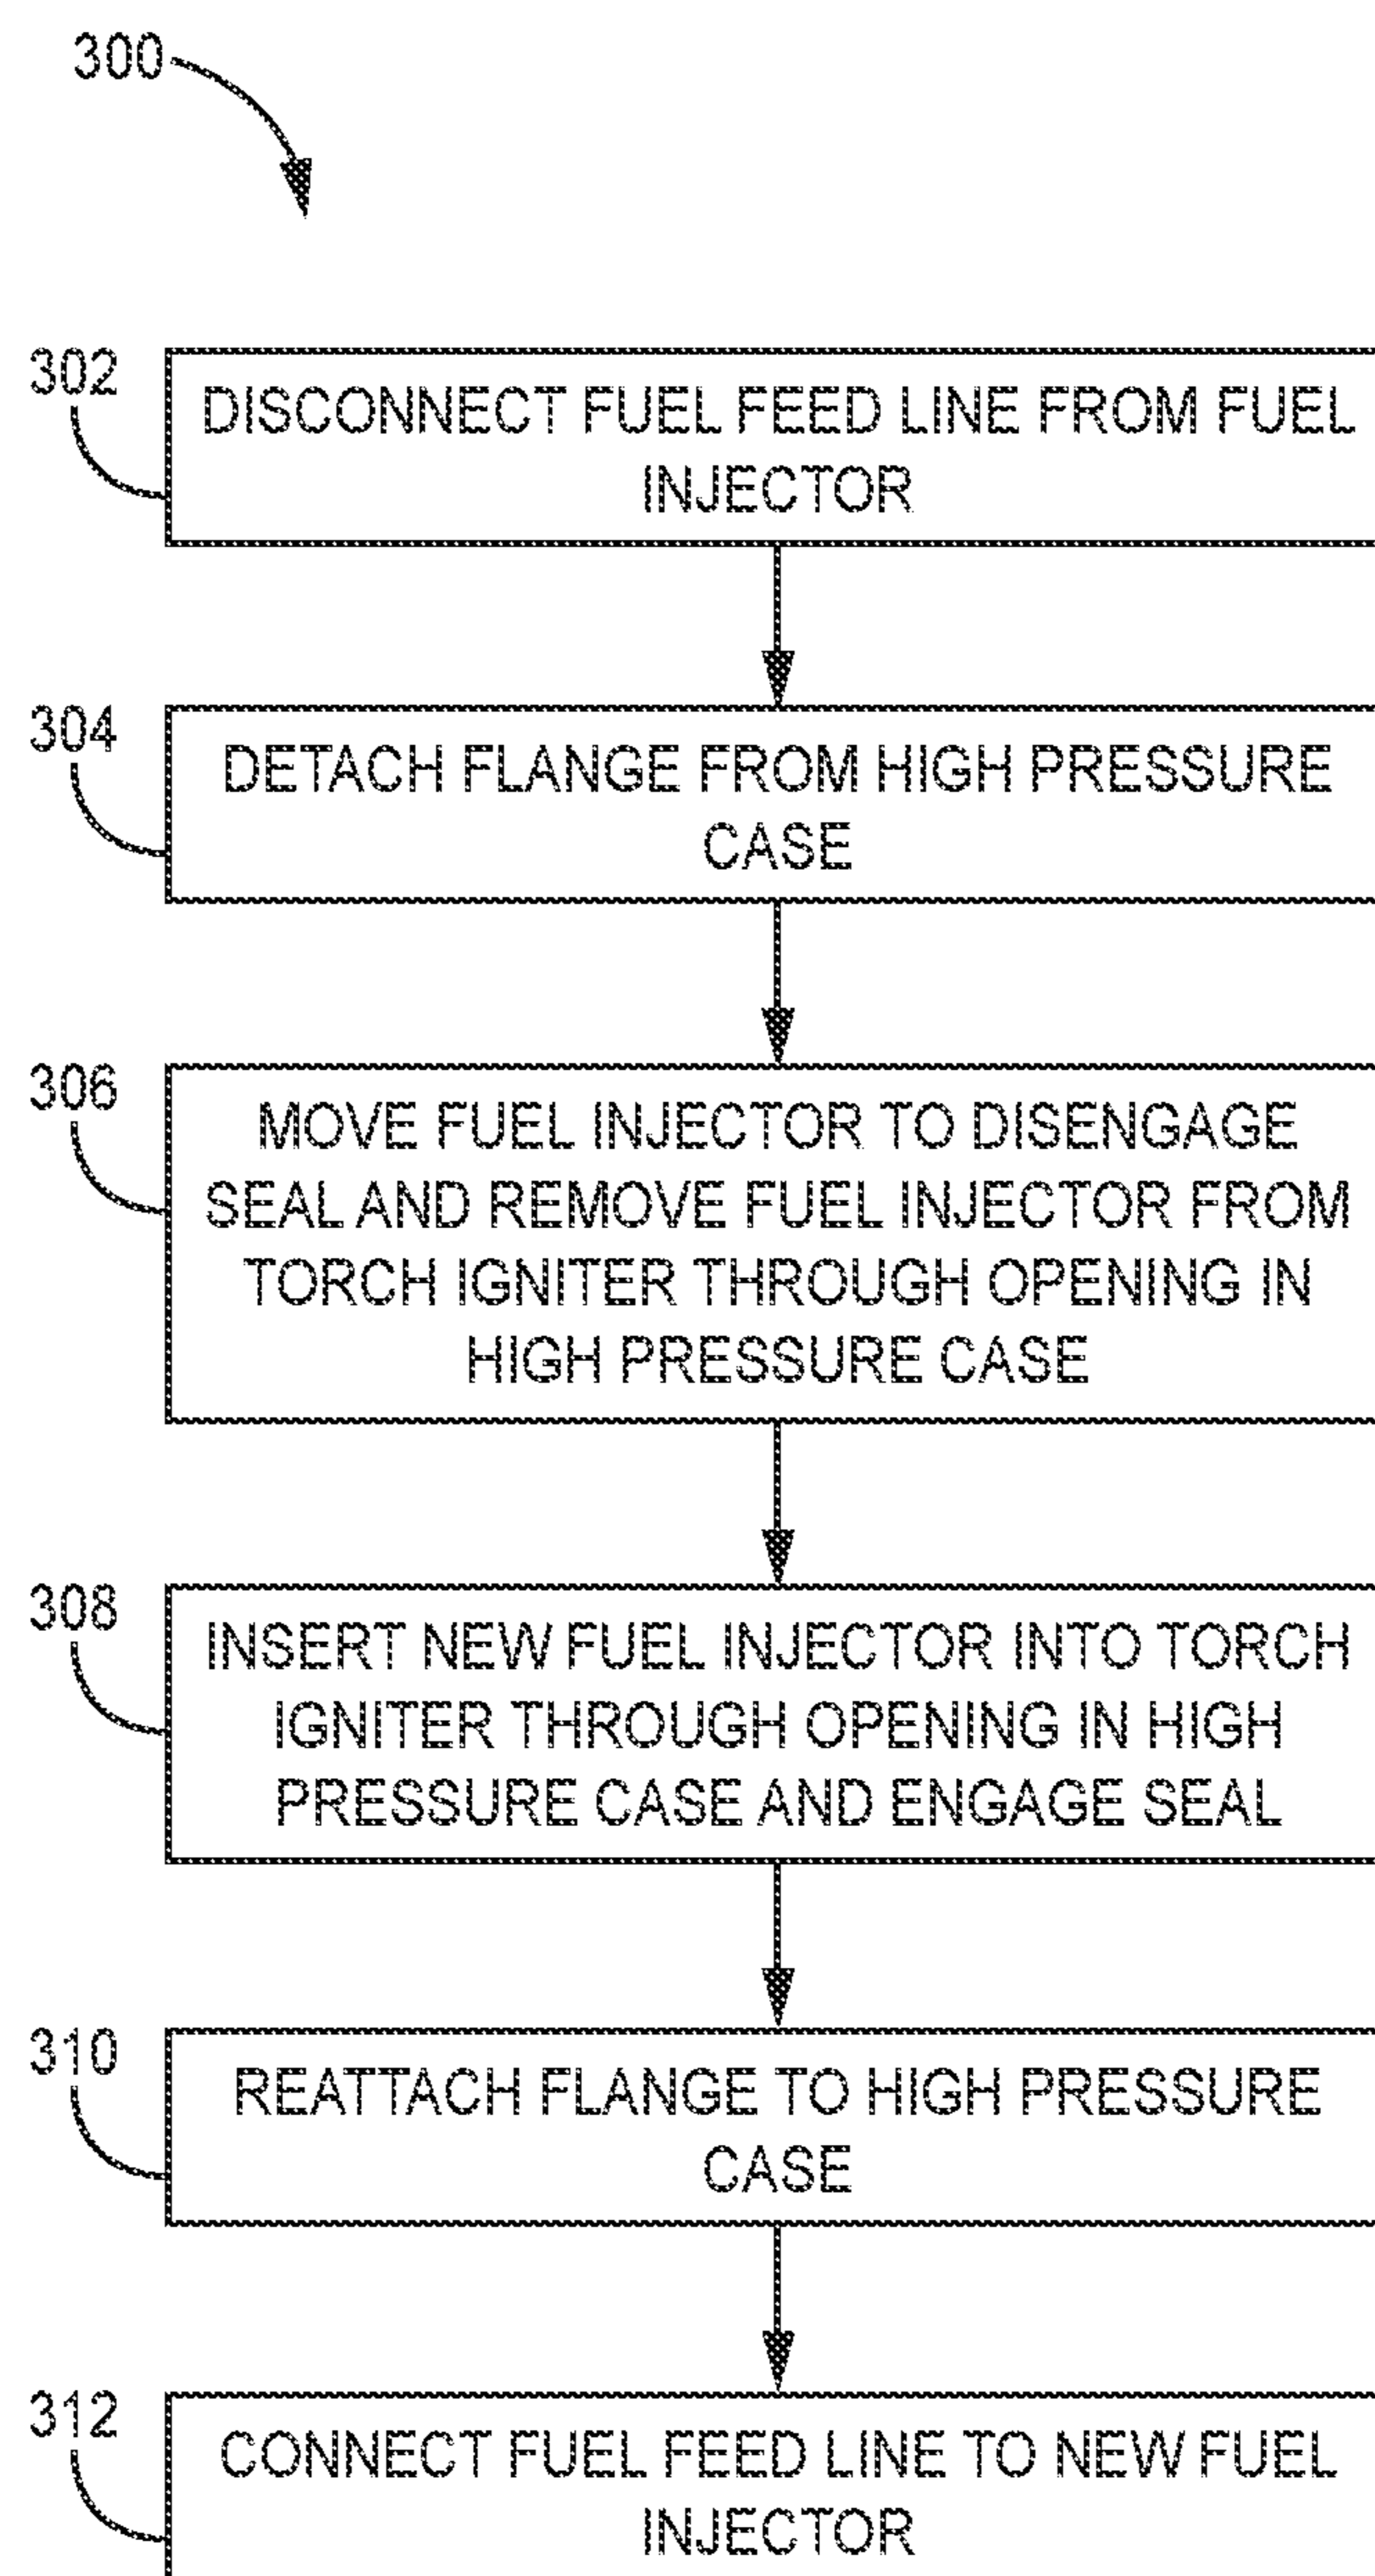 300
302
DISCONNECT FUEL FEED LINE FROM FUEL
INJECTOR
304
DETACH FLANGE FROM HIGH PRESSURE
CASE
306
MOVE FUEL INJECTOR TO DISENGAGE
SEAL AND REMOVE FUEL INJECTOR FROM
TORCH IGNITER THROUGH OPENING IN
HIGH PRESSURE CASE
308
INSERT NEW FUEL INJECTOR INTO TORCH
IGNITER THROUGH OPENING IN HIGH
PRESSURE CASE AND ENGAGE SEAL
310
REATTACH FLANGE TO HIGH PRESSURE
CASE
312
CONNECT FUEL FEED LINE TO NEW FUEL
INJECTOR